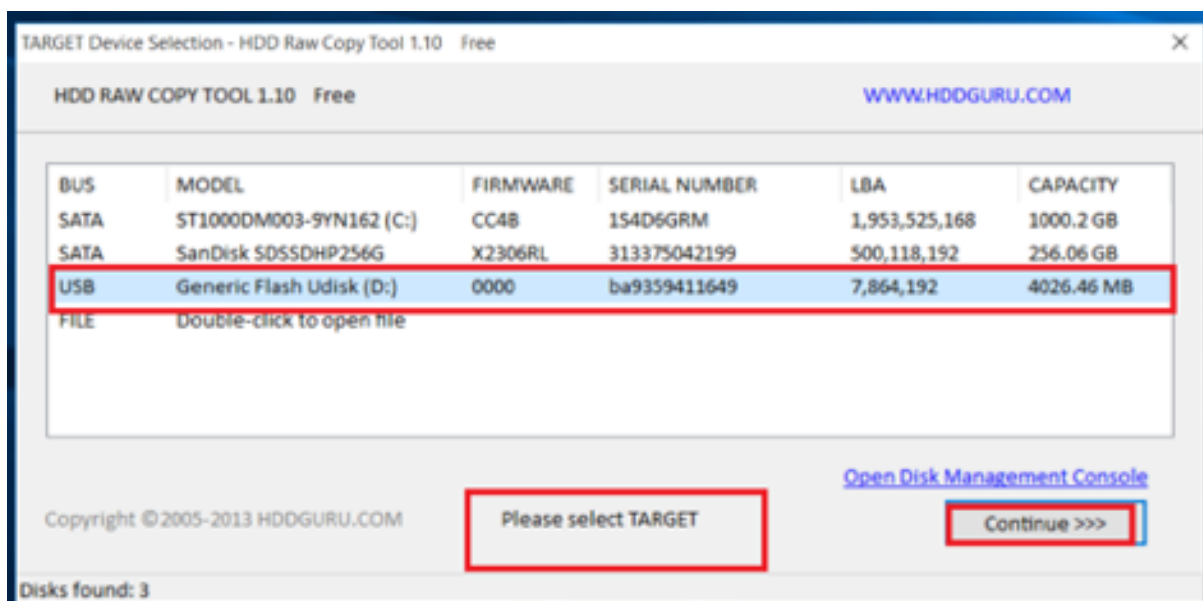 TARGET Device Selection - HDD Raw Copy Tool 1.10 Free
HDD RAW COPY TOOL 1.10 Free WWW.HDDGURU.COM
BUS MODEL FIRMWARE SERIAL NUMBER LBA CAPACITY
SATA ST1000DM003-9YN162 (C:) CC4B 1S4D6GRM 1,953,525,168 1000.2 GB
SATA SanDisk SDSSDHP256G X2306RL 313375042199 500,118,192 256.06 GB
USB Generic Flash Udisk (D:) 0000 ba9359411649 7,864,192 4026.46 MB
FILE Double-click to open file
Open Disk Management Console
Copyright ©2005-2013 HDDGURU.COM Please select TARGET Continue >>>
Disks found: 3